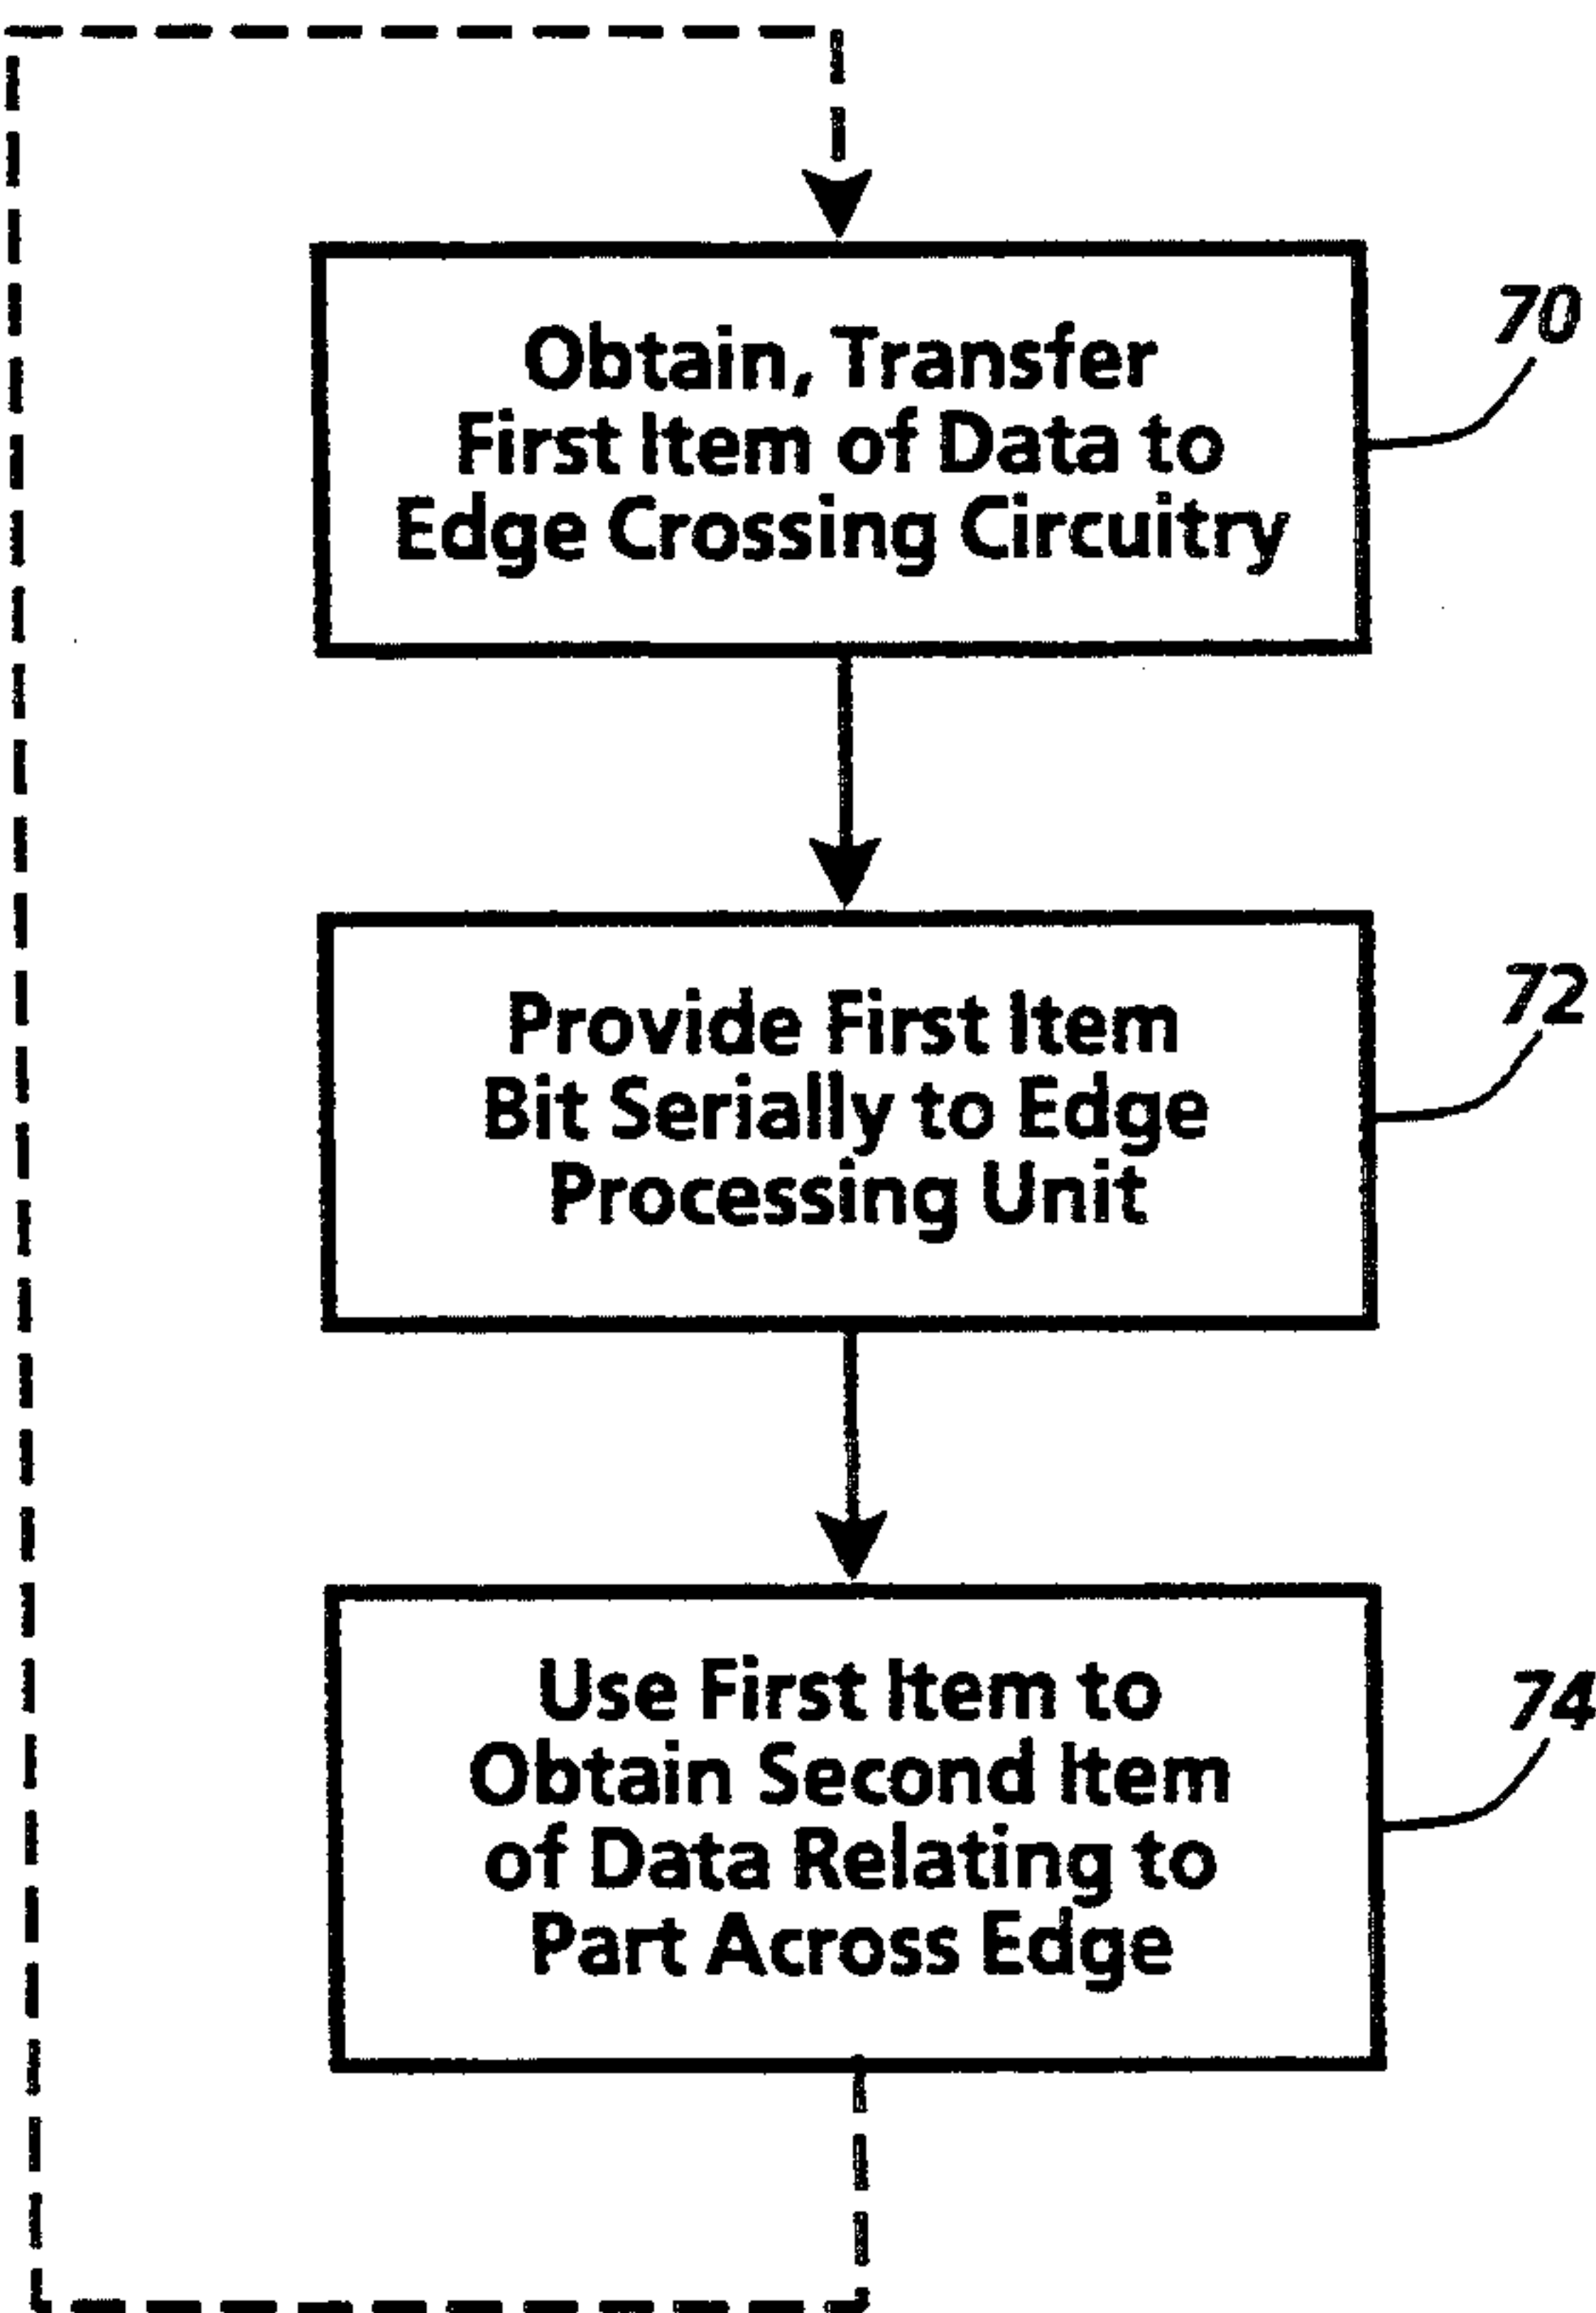 Obtain, Transfer
First Item of Data to
Edge Crossing Circuitry
70
Provide First Item
Bit Serially to Edge
Processing Unit
72
Use First Item to
Obtain Second Item
of Data Relating to
Part Across Edge
74